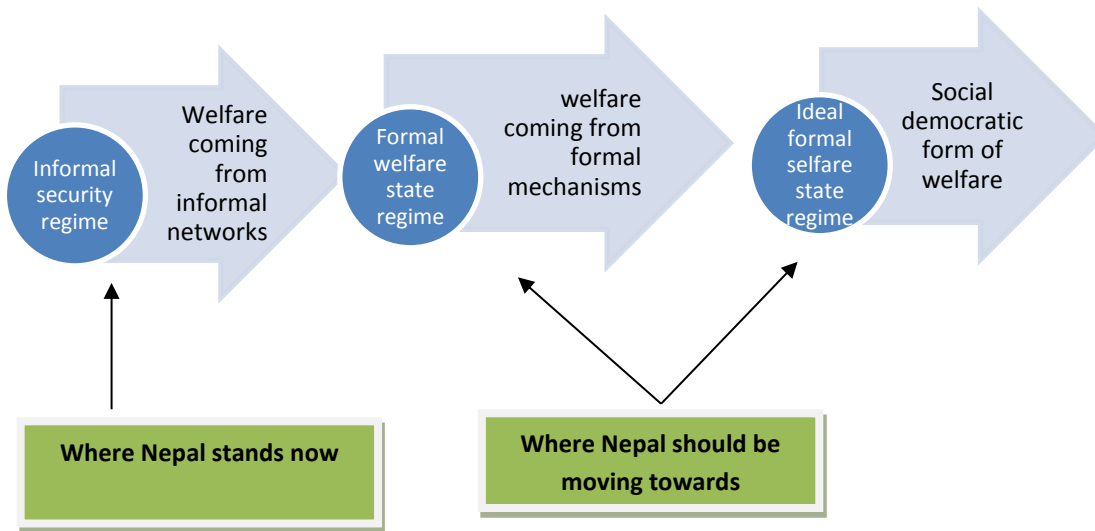 Informal
security
regime
Welfare
coming
from
informal
networks
Formal
welfare
state
regime
welfare
coming from
formal
mechanisms
Ideal
formal
selfare
state
regime
Social
democratic
form of
welfare
Where Nepal stands now
Where Nepal should be
moving towards